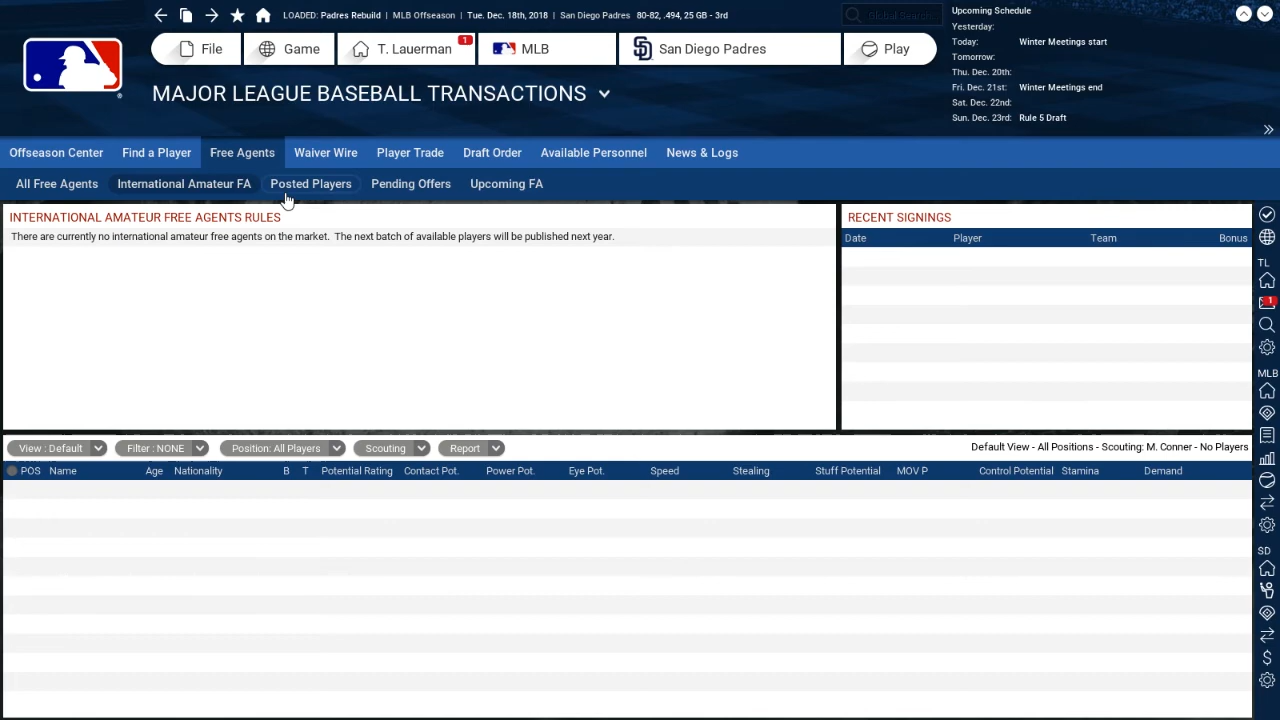 LOADED: Padres Rebuild | MLB Offseason | Tue. Dec. 18th, 2018 | San Diego Padres 80-82, .494, 25 GB - 3rd
Global Search
Upcoming Schedule
Yesterday:
Today: Winter Meetings start
Tomorrow:
Thu. Dec. 20th:
Fri. Dec. 21st: Winter Meetings end
Sat. Dec. 22nd:
Sun. Dec. 23rd: Rule 5 Draft
File Game T. Lauerman 1 MLB San Diego Padres Play
MAJOR LEAGUE BASEBALL TRANSACTIONS
Offseason Center Find a Player Free Agents Waiver Wire Player Trade Draft Order Available Personnel News & Logs
All Free Agents International Amateur FA Posted Players Pending Offers Upcoming FA
INTERNATIONAL AMATEUR FREE AGENTS RULES
There are currently no international amateur free agents on the market. The next batch of available players will be published next year.
RECENT SIGNINGS
Date Player Team Bonus
View : Default Filter : NONE Position: All Players Scouting Report Default View - All Positions - Scouting: M. Conner - No Players
POS Name Age Nationality B T Potential Rating Contact Pot. Power Pot. Eye Pot. Speed Stealing Stuff Potential MOV P Control Potential Stamina Demand
TL
1
MLB
SD
$